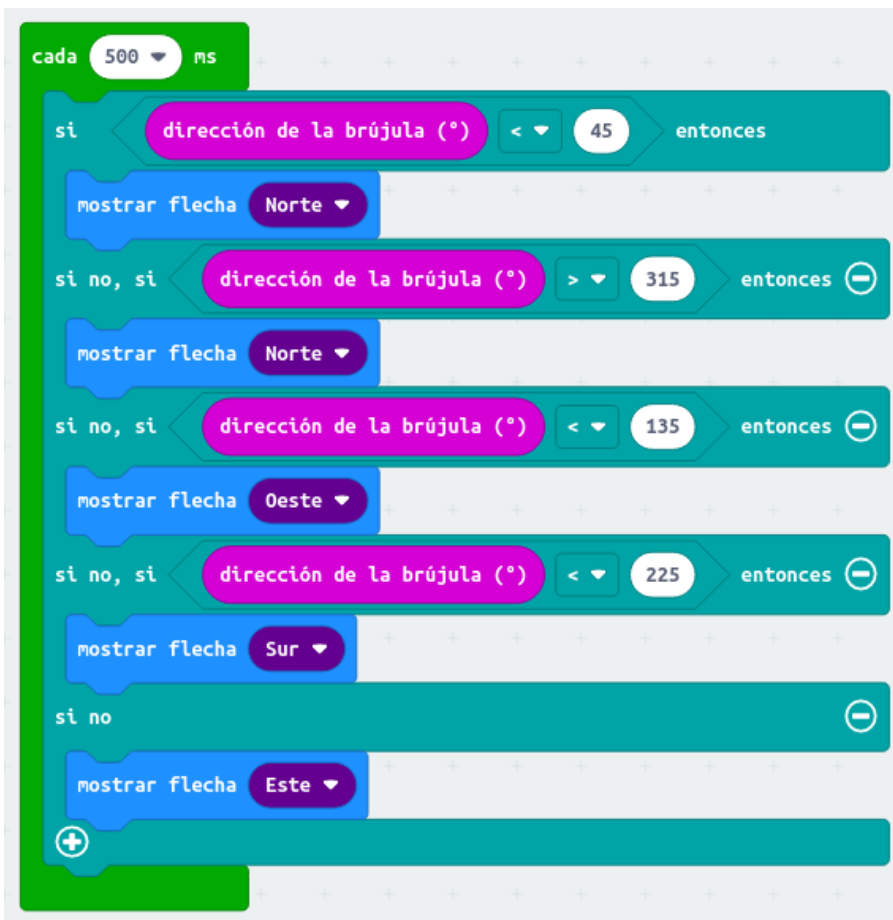 cada 500 ms
si dirección de la brújula (°) < 45 entonces
mostrar flecha Norte
si no, si dirección de la brújula (°) > 315 entonces
mostrar flecha Norte
si no, si dirección de la brújula (°) < 135 entonces
mostrar flecha Oeste
si no, si dirección de la brújula (°) < 225 entonces
mostrar flecha Sur
si no
mostrar flecha Este